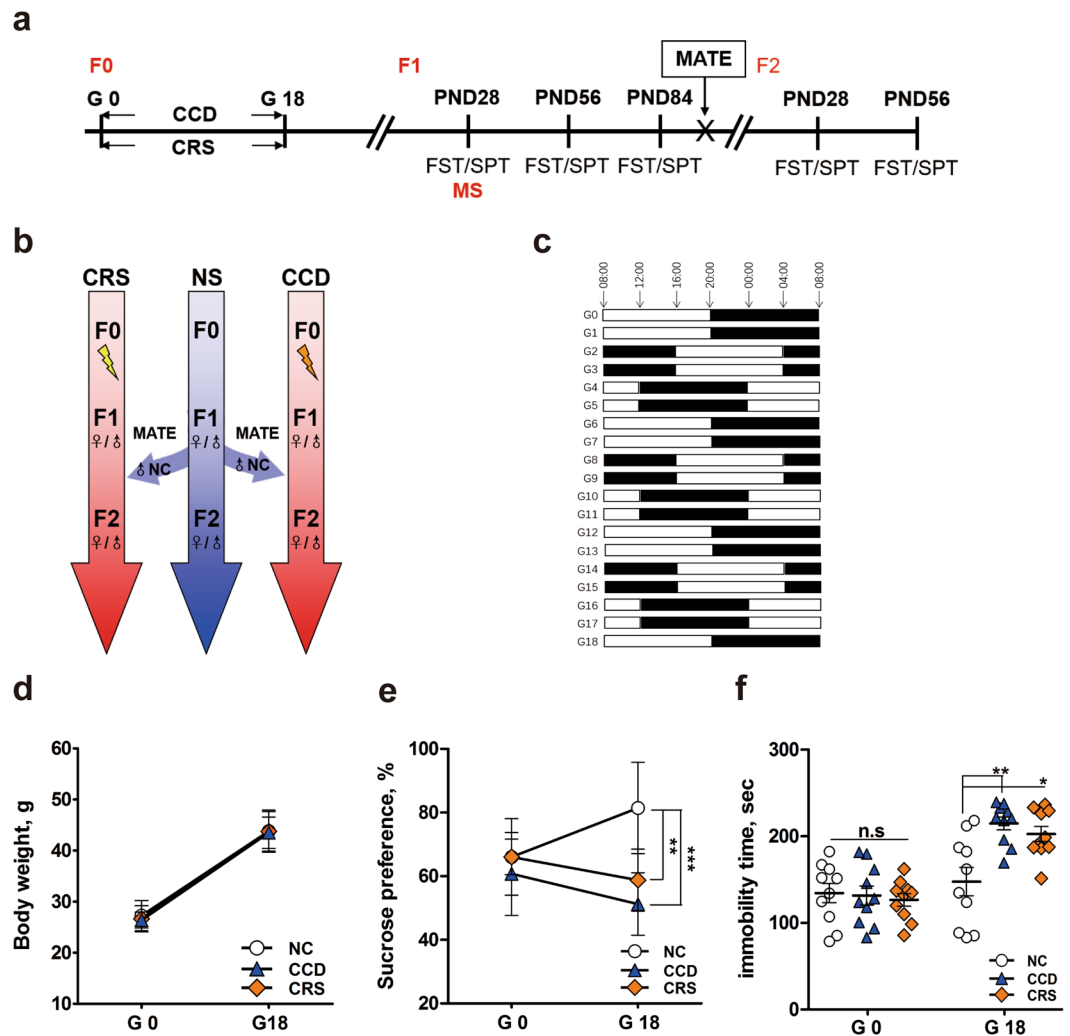 a
MATE
F0
F1
F2
G 0
CCD
G 18
PND28
PND56
PND84
PND28
PND56
X
CRS
FST/SPT
FST/SPT
FST/SPT
FST/SPT
FST/SPT
MS
b
CRS
NS
CCD
F0
F0
F0
F1
F1
F1
♀/♂
♀/♂
♀/♂
MATE
MATE
♂ NC
♂ NC
F2
F2
F2
♀/♂
♀/♂
♀/♂
c
08:00
12:00
16:00
20:00
00:00
04:00
08:00
G0
G1
G2
G3
G4
G5
G6
G7
G8
G9
G10
G11
G12
G13
G14
G15
G16
G17
G18
d
Body weight, g
60
50
40
30
20
10
NC
CCD
CRS
G 0
G18
e
Sucrose preference, %
100
80
60
40
20
**
***
NC
CCD
CRS
G 0
G 18
f
immobility time, sec
300
200
100
0
n.s
**
*
NC
CCD
CRS
G 0
G 18